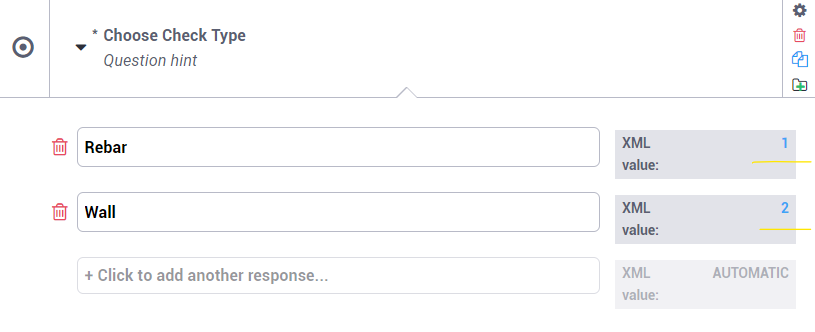 * Choose Check Type
Question hint
Rebar
XML value: 1
Wall
XML value: 2
+ Click to add another response...
XML value: AUTOMATIC